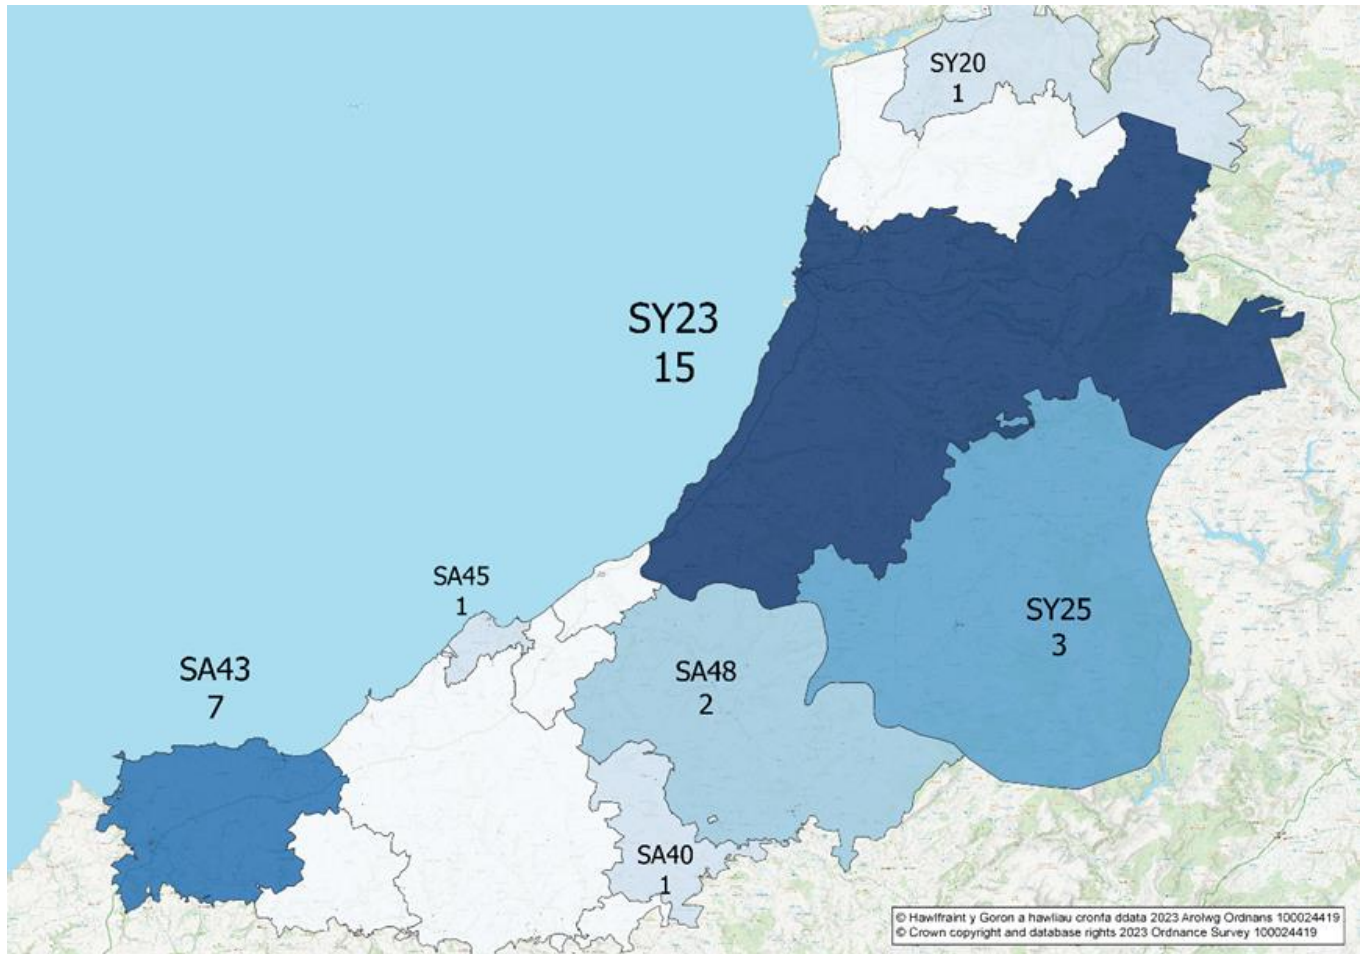 SY20
1
SY23
15
SA45
1
SY25
3
SA43
7
SA48
2
SA40
1
© Hawlfraint y Goron a hawliau cronfa ddata 2023 Arolwg Ordnans 100024419
© Crown copyright and database rights 2023 Ordnance Survey 100024419